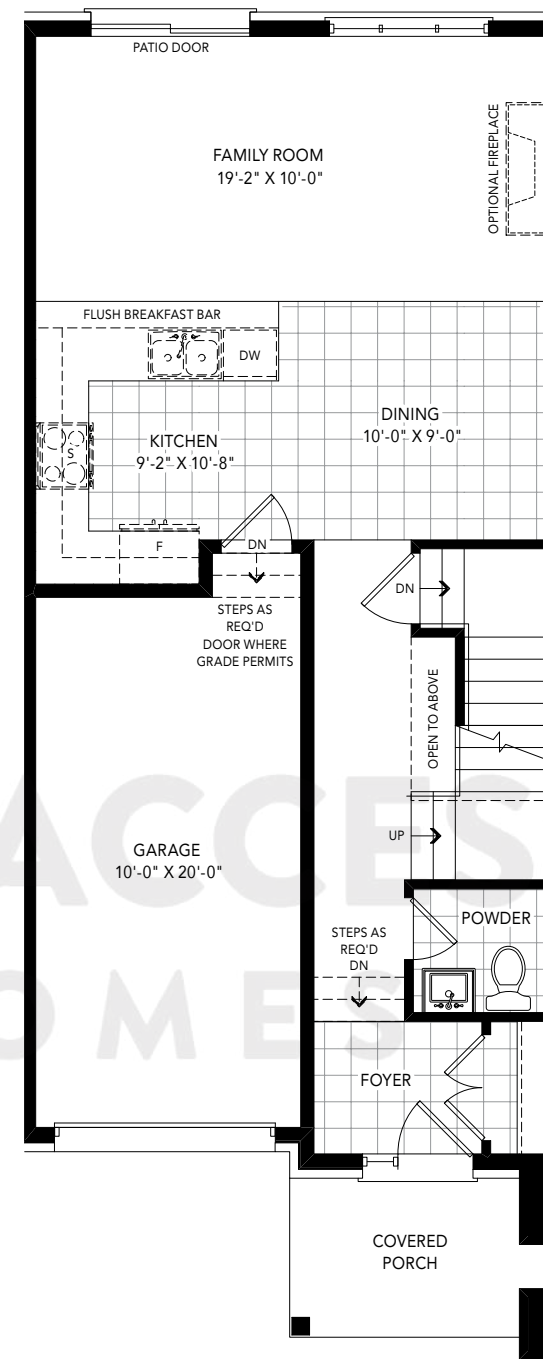 PATIO DOOR
FAMILY ROOM
19'-2" X 10'-0"
OPTIONAL FIREPLACE
FLUSH BREAKFAST BAR
DW
DINING
10'-0" X 9'-0"
KITCHEN
9'-2" X 10'-8"
S
F
DN
DN
STEPS AS
REQ'D
DOOR WHERE
GRADE PERMITS
OPEN TO ABOVE
ACCES
GARAGE
10'-0" X 20'-0"
UP
POWDER
STEPS AS
REQ'D
DN
OMES
FOYER
COVERED
PORCH